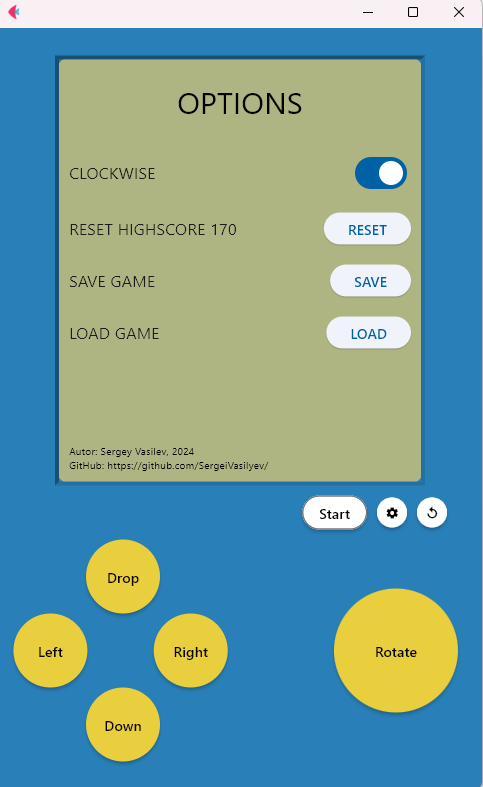 OPTIONS
CLOCKWISE
RESET HIGHSCORE 170 RESET
SAVE GAME SAVE
LOAD GAME LOAD
Autor: Sergey Vasilev, 2024
GitHub: https://github.com/SergeiVasilyev/
Start
Drop
Left Right Rotate
Down